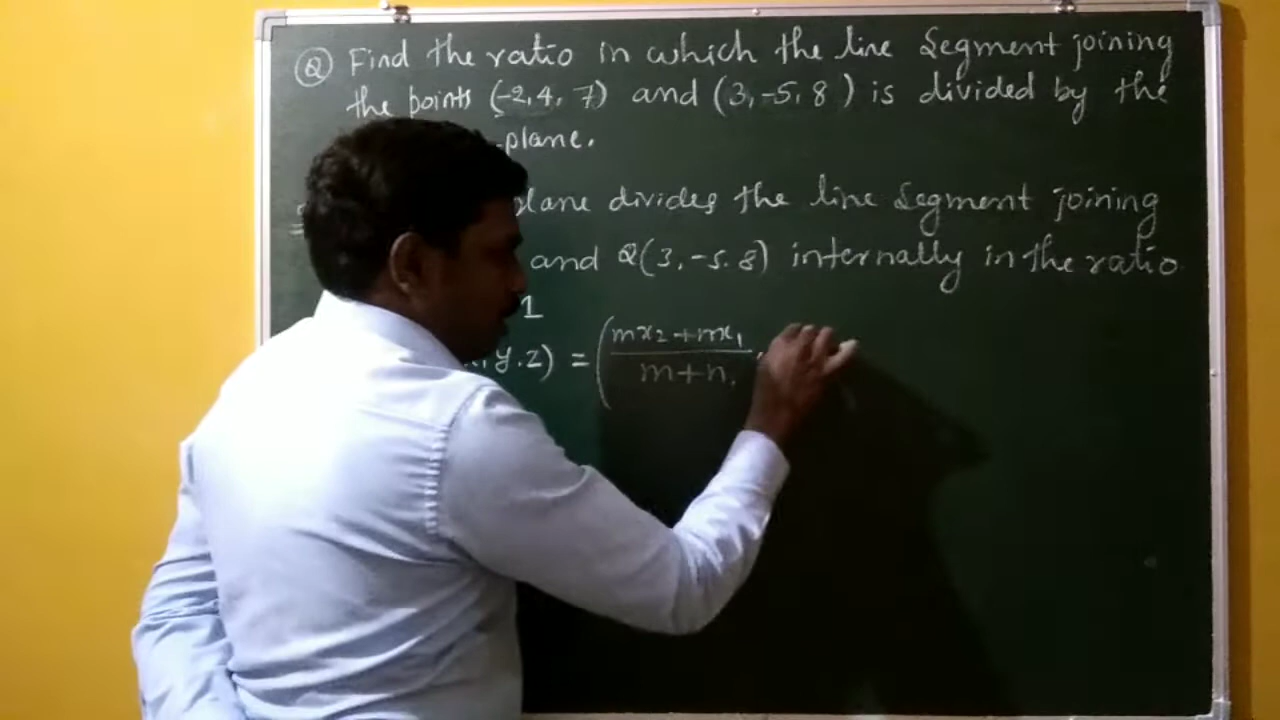 Q Find the ratio in which the line Segment joining
the points (-2, 4, 7) and (3, -5, 8) is divided by the
-plane.
plane divides the line Segment joining
and Q(3, -5. 8) internally in the ratio
1
y.z) = (mx2+nx1
m+n,